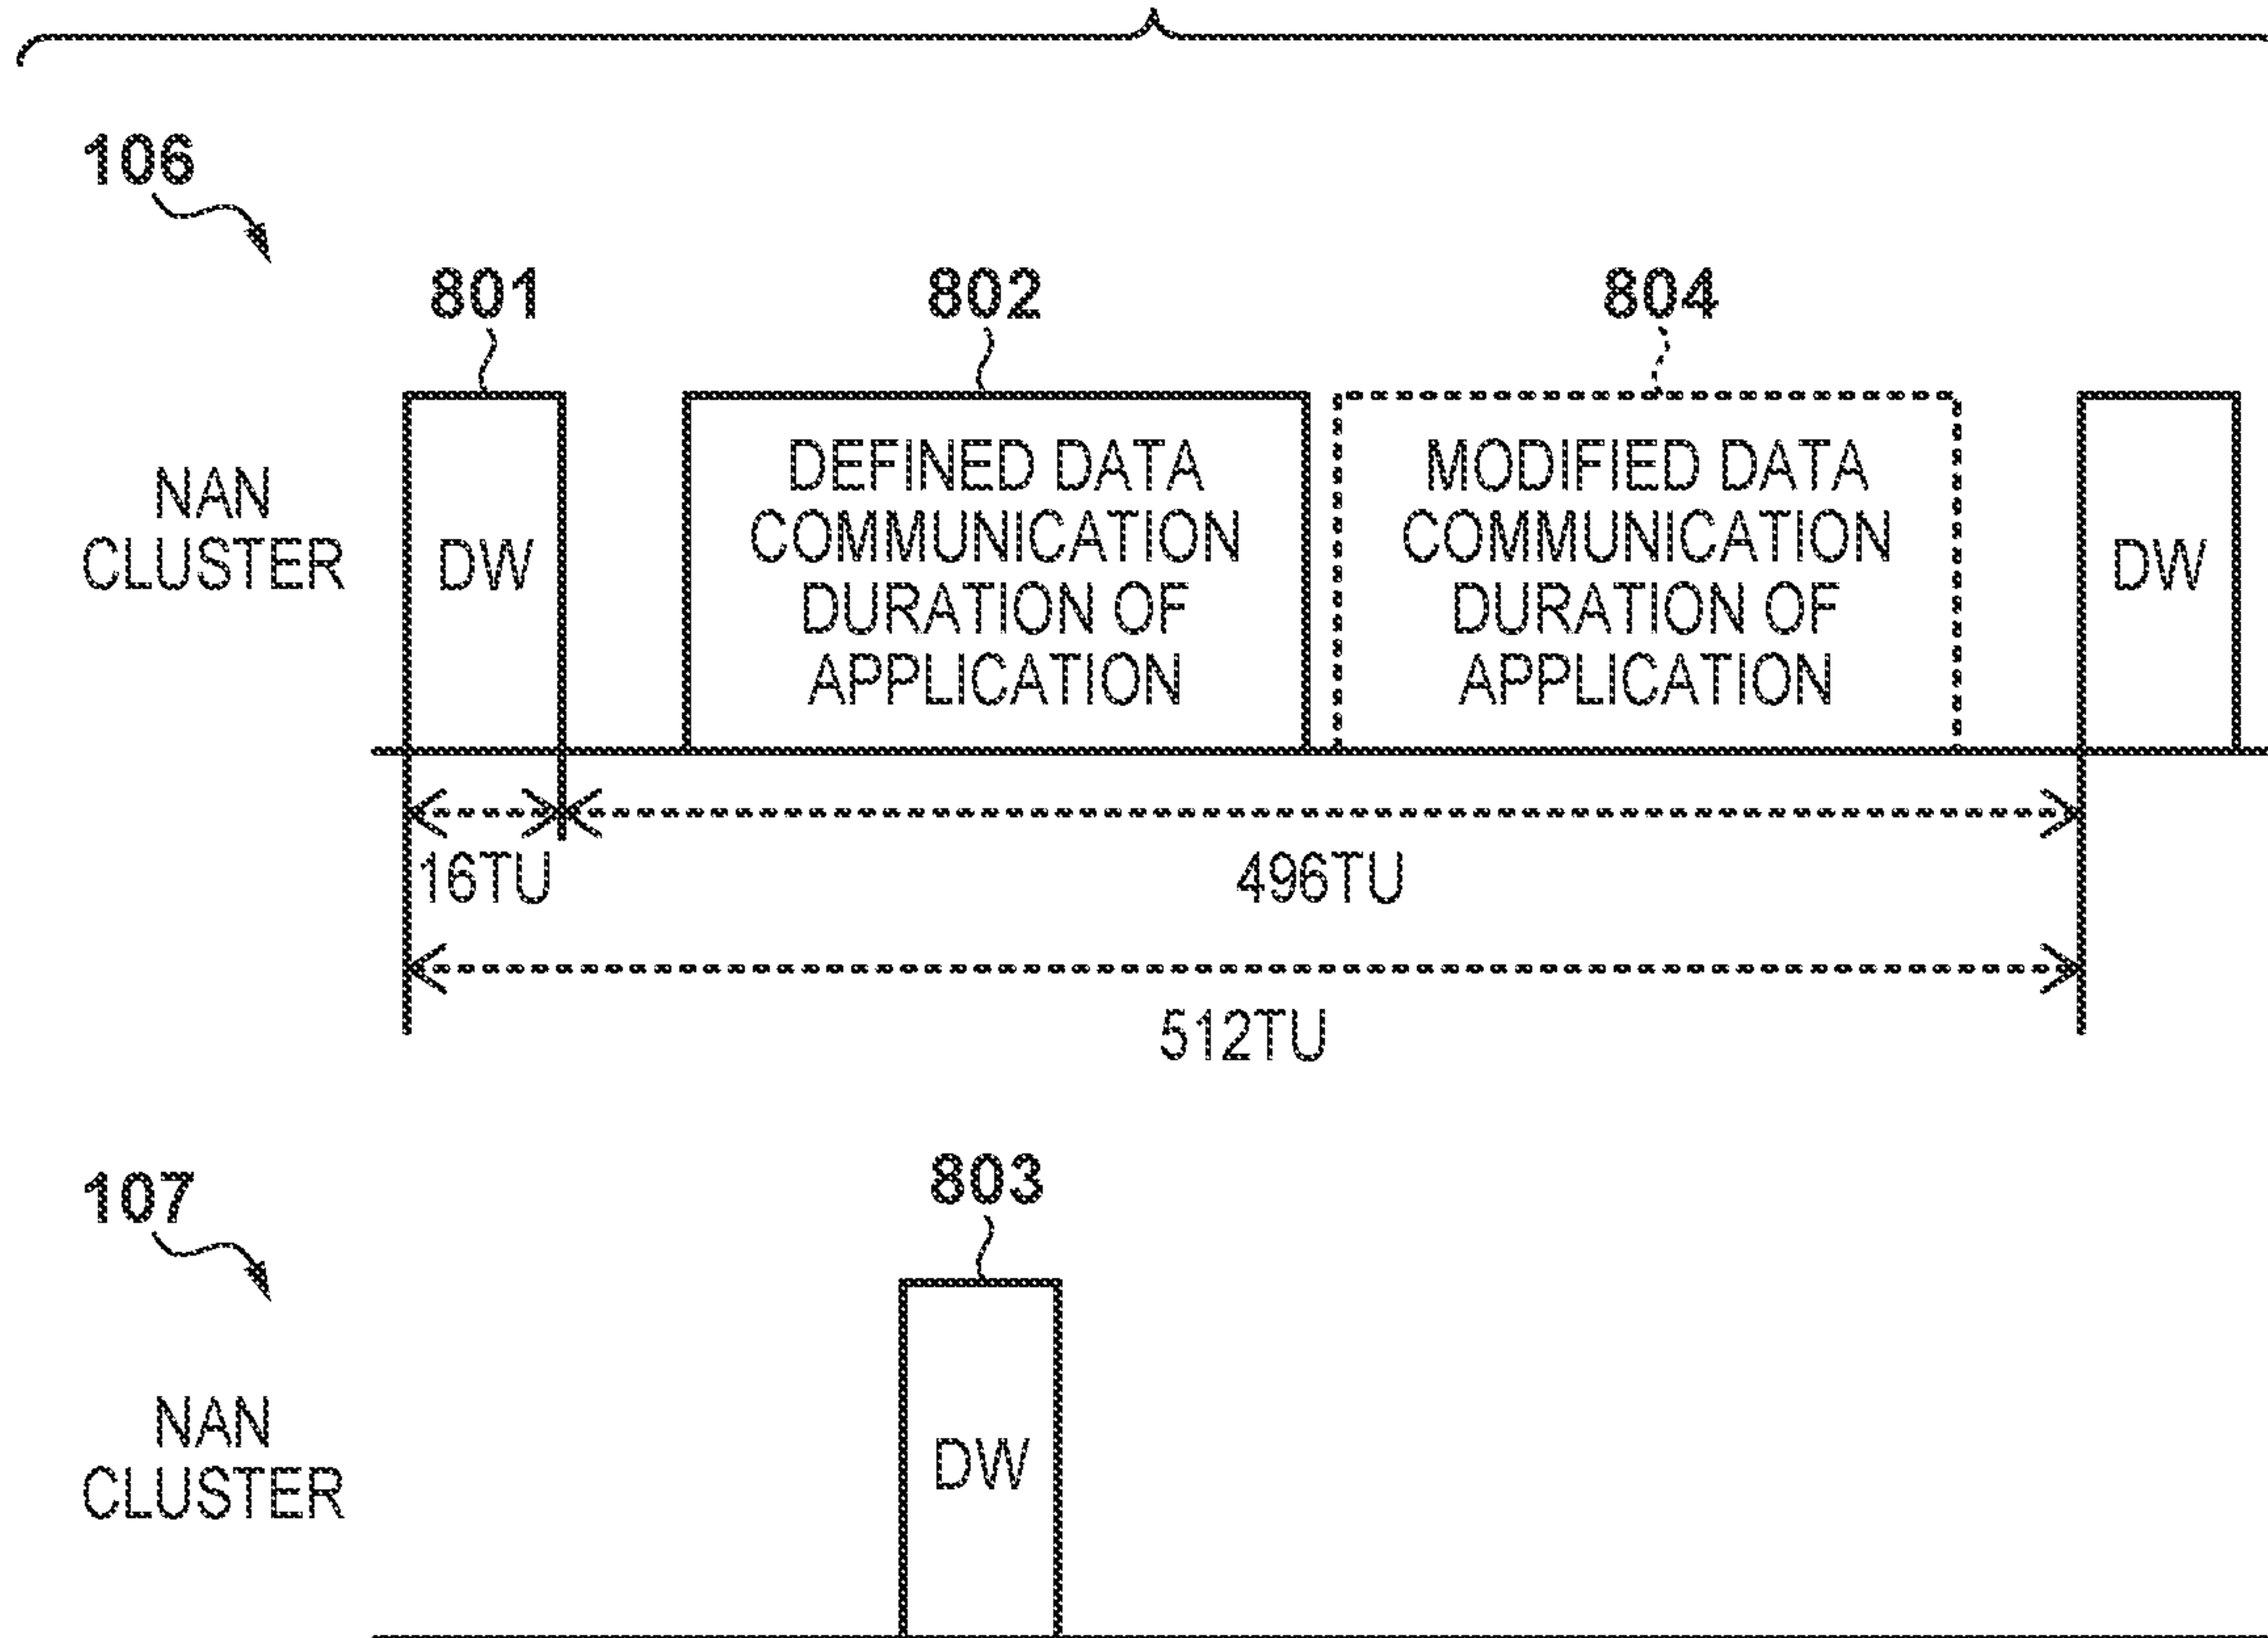 106
801
802
804
NAN
CLUSTER
DW
DEFINED DATA
COMMUNICATION
DURATION OF
APPLICATION
MODIFIED DATA
COMMUNICATION
DURATION OF
APPLICATION
DW
16TU
496TU
512TU
107
803
NAN
CLUSTER
DW